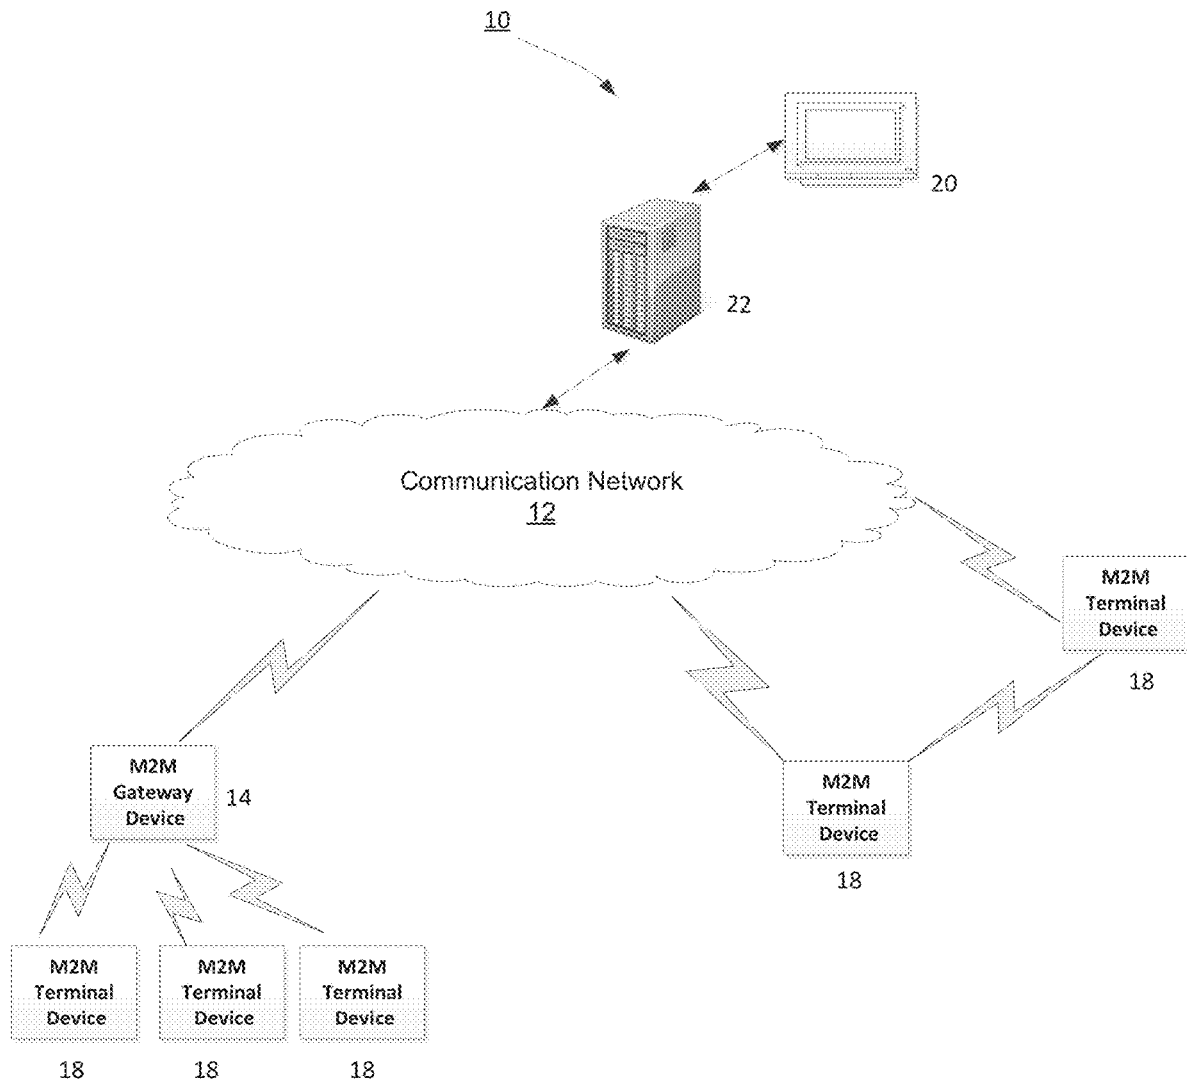 10
20
22
Communication Network
12
M2M
Terminal
Device
18
M2M
Gateway
Device
14
M2M
Terminal
Device
18
M2M
Terminal
Device
18
M2M
Terminal
Device
18
M2M
Terminal
Device
18